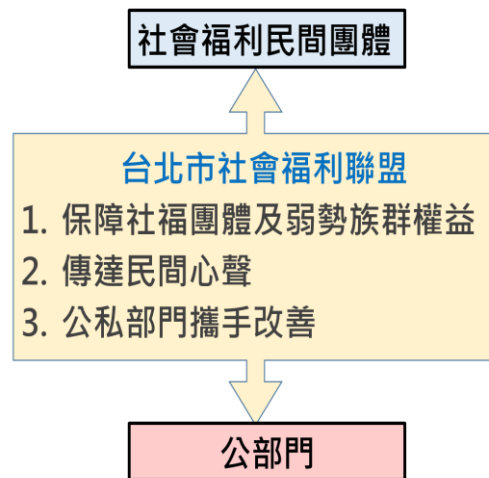 社會福利民間團體
台北市社會福利聯盟
1. 保障社福團體及弱勢族群權益
2. 傳達民間心聲
3. 公私部門攜手改善
公部門